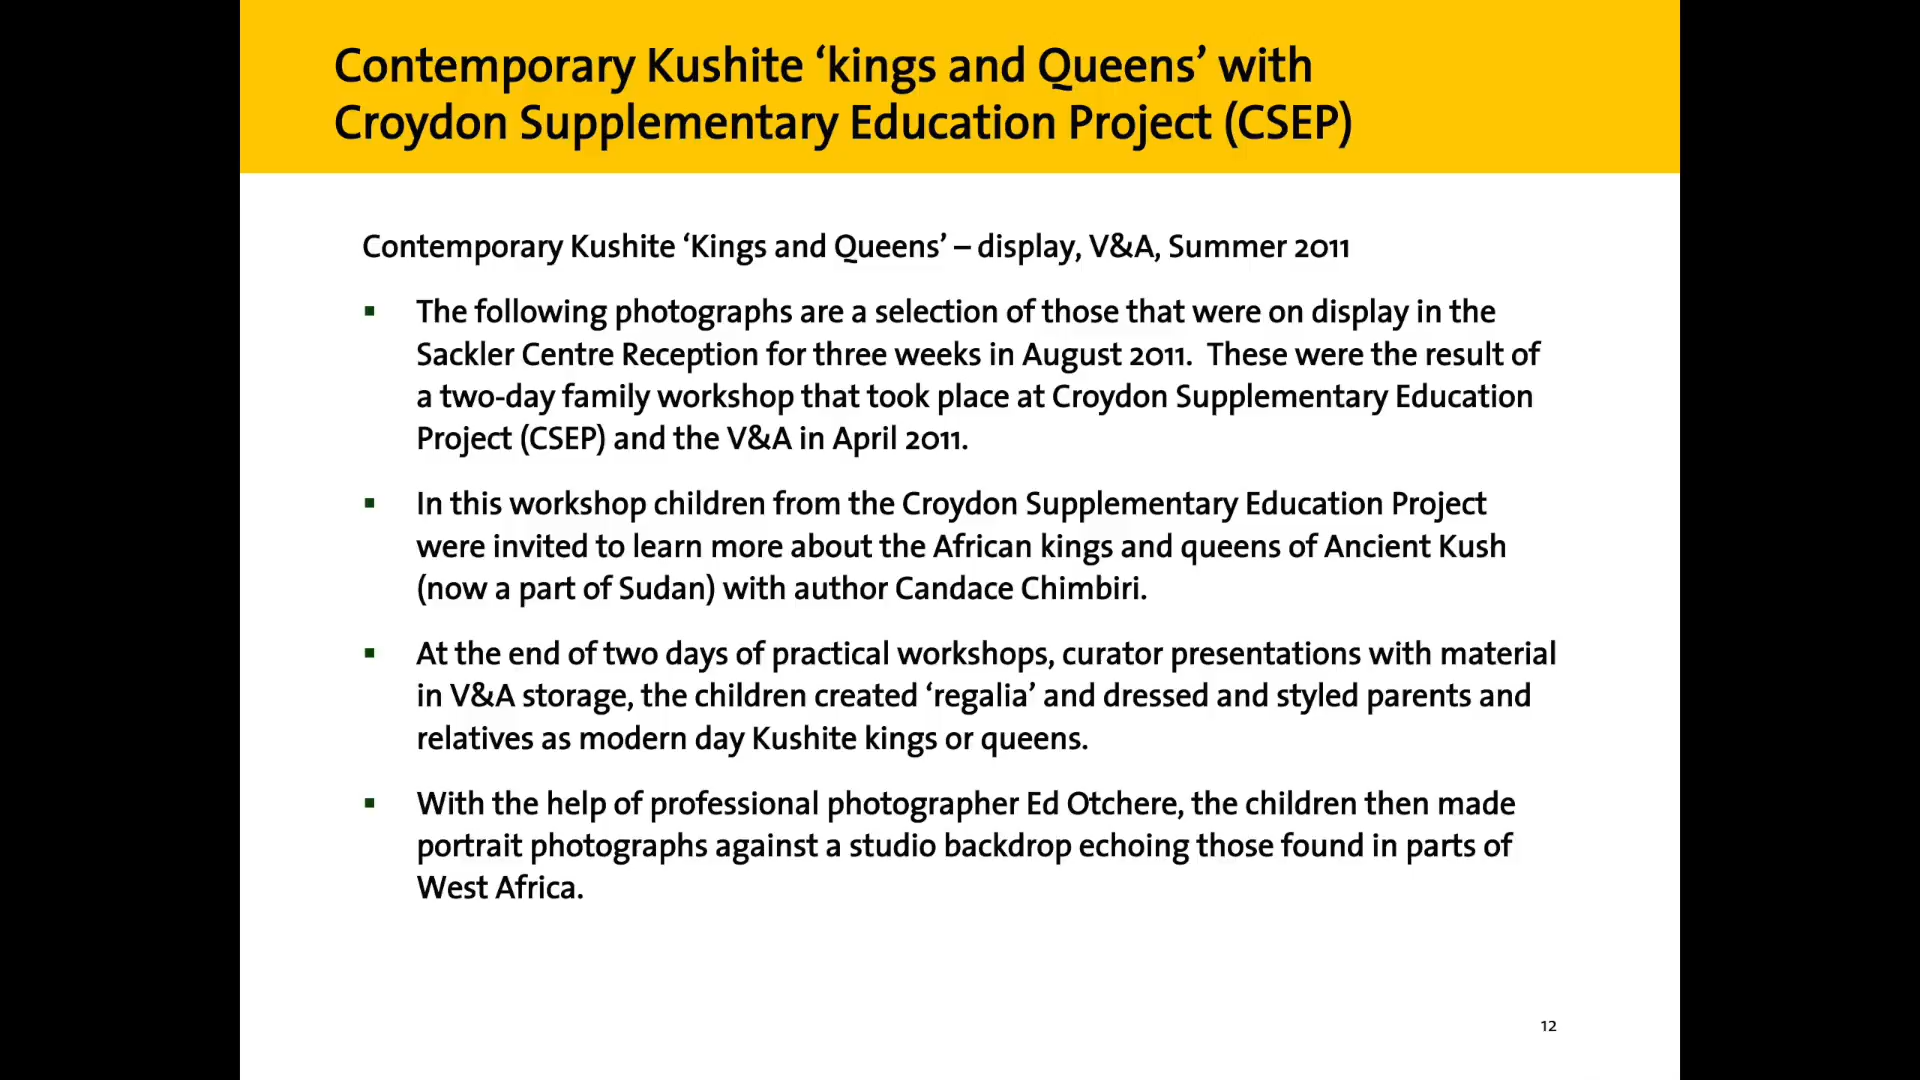 Contemporary Kushite ‘kings and Queens’ with
Croydon Supplementary Education Project (CSEP)
Contemporary Kushite ‘Kings and Queens’ – display, V&A, Summer 2011
▪ The following photographs are a selection of those that were on display in the
Sackler Centre Reception for three weeks in August 2011.  These were the result of
a two-day family workshop that took place at Croydon Supplementary Education
Project (CSEP) and the V&A in April 2011.
▪ In this workshop children from the Croydon Supplementary Education Project
were invited to learn more about the African kings and queens of Ancient Kush
(now a part of Sudan) with author Candace Chimbiri.
▪ At the end of two days of practical workshops, curator presentations with material
in V&A storage, the children created ‘regalia’ and dressed and styled parents and
relatives as modern day Kushite kings or queens.
▪ With the help of professional photographer Ed Otchere, the children then made
portrait photographs against a studio backdrop echoing those found in parts of
West Africa.
12